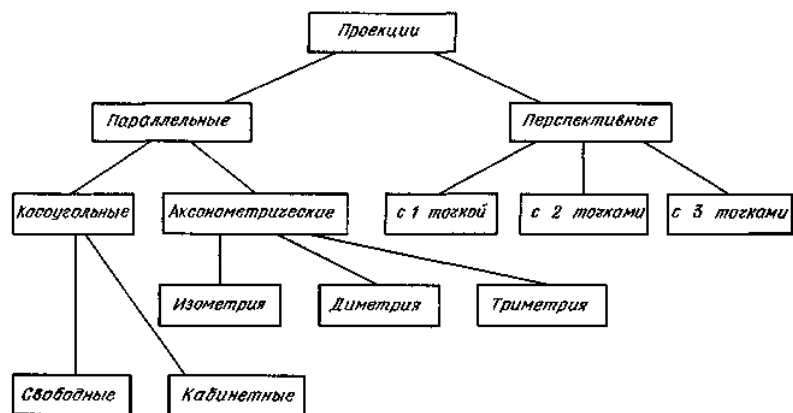 Проекции
Параллельные
Перспективные
Косоугольные
Аксонометрические
с 1 точкой
с 2 точками
с 3 точками
Изометрия
Диметрия
Триметрия
Свободные
Кабинетные